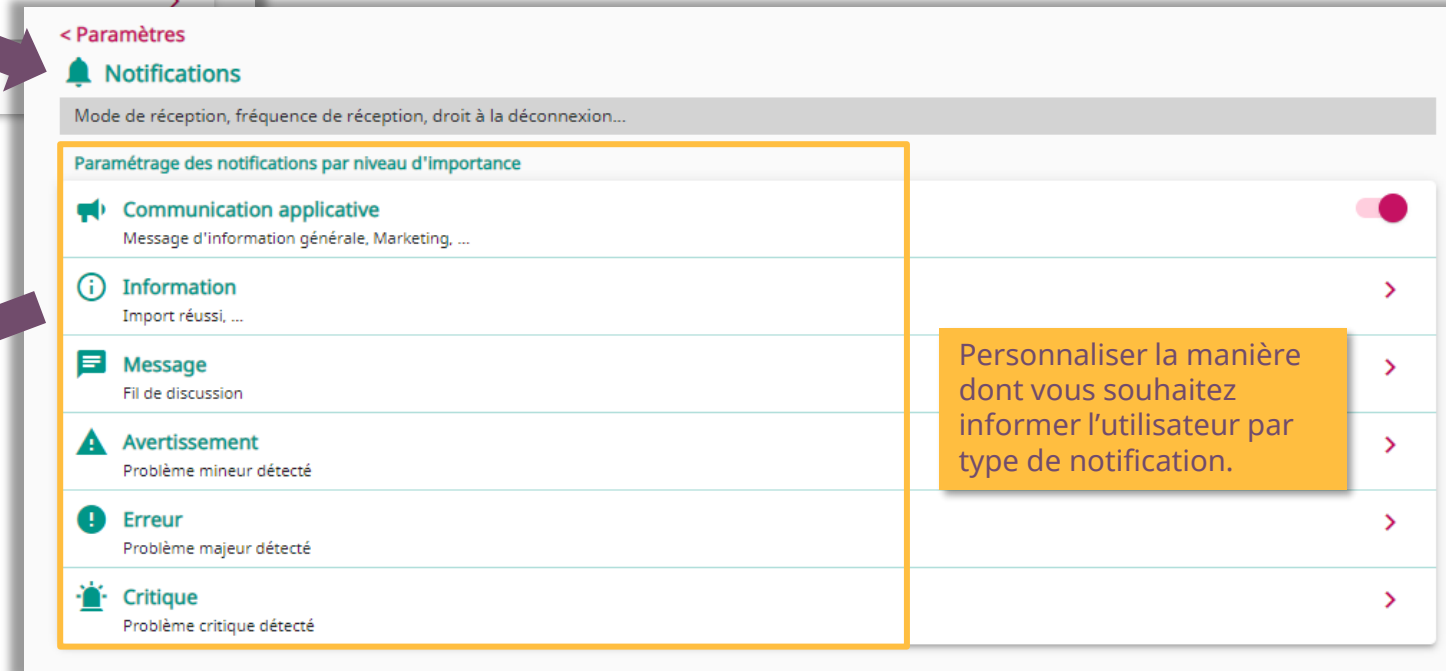 < Paramètres
Notifications
Mode de réception, fréquence de réception, droit à la déconnexion...
Paramétrage des notifications par niveau d'importance
Communication applicative
Message d'information générale, Marketing, ...
Information
Import réussi, ...
Message
Fil de discussion
Avertissement
Problème mineur détecté
Erreur
Problème majeur détecté
Critique
Problème critique détecté
Personnaliser la manière
dont vous souhaitez
informer l’utilisateur par
type de notification.